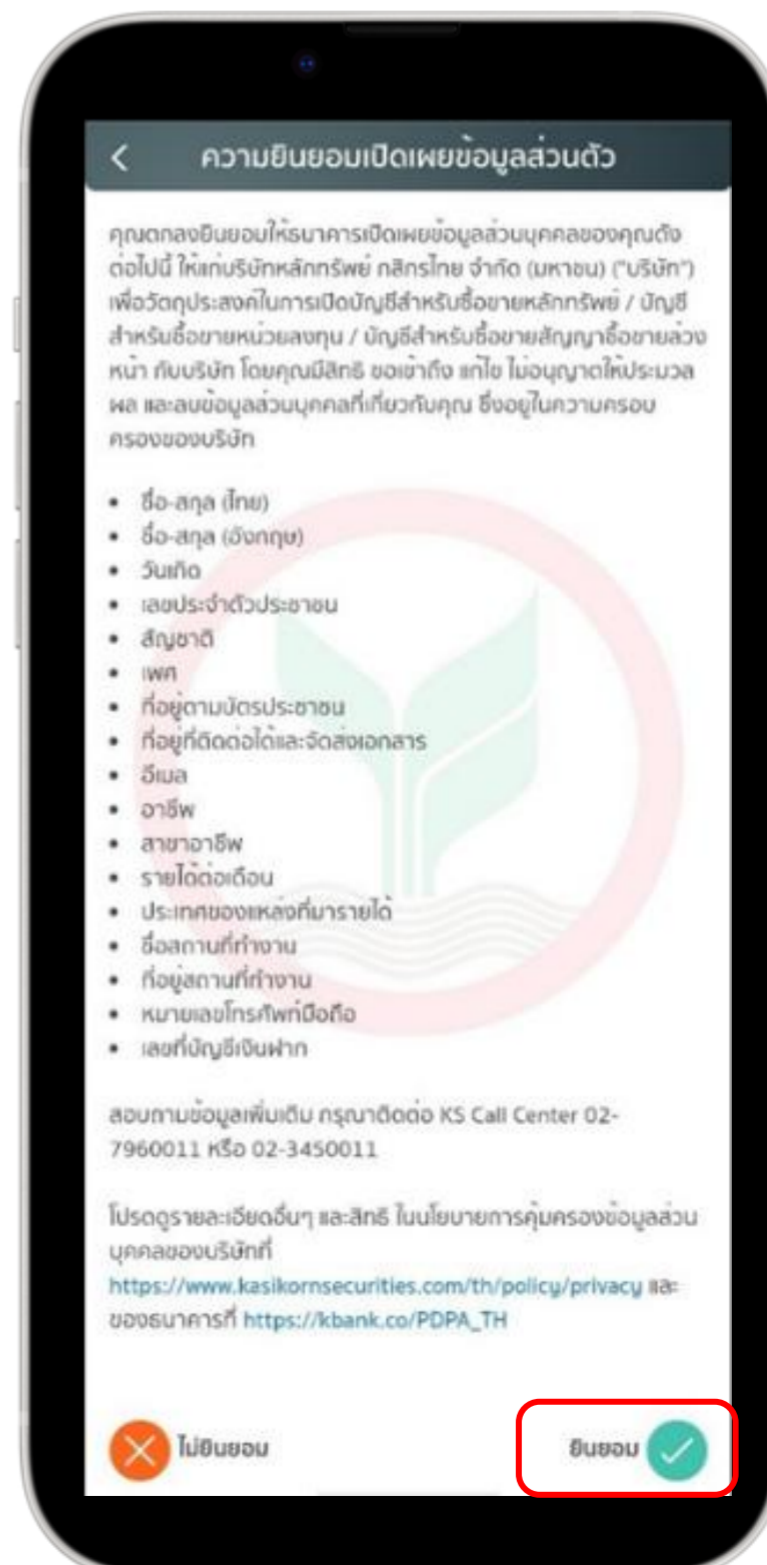 ความยินยอมเปิดเผยข้อมูลส่วนตัว
คุณตกลงยินยอมให้ธนาคารเปิดเผยข้อมูลส่วนบุคคลของคุณดัง
ต่อไปนี้ ให้แก่บริษัทหลักทรัพย์ กสิกรไทย จำกัด (มหาชน) ("บริษัท")
เพื่อวัตถุประสงค์ในการเปิดบัญชีสำหรับซื้อขายหลักทรัพย์ / บัญชี
สำหรับซื้อขายหน่วยลงทุน / บัญชีสำหรับซื้อขายสัญญาซื้อขายล่วง
หน้า กับบริษัท โดยคุณมีสิทธิ ขอเข้าถึง แก้ไข ไม่อนุญาตให้ประมวล
ผล และลบข้อมูลส่วนบุคคลที่เกี่ยวกับคุณ ซึ่งอยู่ในความครอบ
ครองของบริษัท
• ชื่อ-สกุล (ไทย)
• ชื่อ-สกุล (อังกฤษ)
• วันเกิด
• เลขประจำตัวประชาชน
• สัญชาติ
• เพศ
• ที่อยู่ตามบัตรประชาชน
• ที่อยู่ที่ติดต่อได้และจัดส่งเอกสาร
• อีเมล
• อาชีพ
• สาขาอาชีพ
• รายได้ต่อเดือน
• ประเทศของแหล่งที่มารายได้
• ชื่อสถานที่ทำงาน
• ที่อยู่สถานที่ทำงาน
• หมายเลขโทรศัพท์มือถือ
• เลขที่บัญชีเงินฝาก
สอบถามข้อมูลเพิ่มเติม กรุณาติดต่อ KS Call Center 02-
7960011 หรือ 02-3450011
โปรดดูรายละเอียดอื่นๆ และสิทธิ ในนโยบายการคุ้มครองข้อมูลส่วน
บุคคลของบริษัทที่
https://www.kasikornsecurities.com/th/policy/privacy และ
ของธนาคารที่ https://kbank.co/PDPA_TH
ไม่ยินยอม ยินยอม